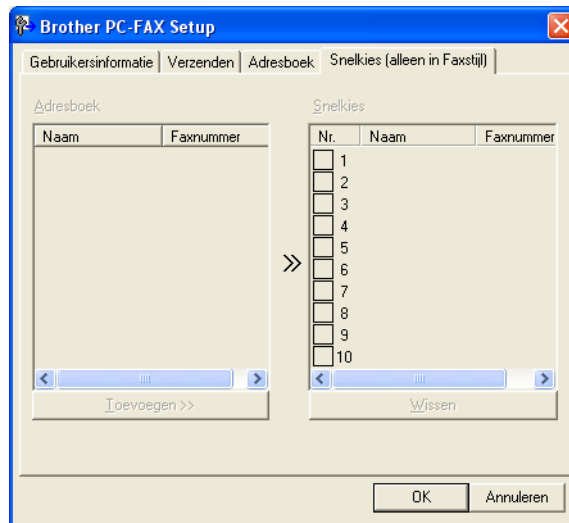 Brother PC-FAX Setup
Gebruikersinformatie Verzenden Adresboek Snelkies (alleen in Faxstijl)
Adresboek
Naam Faxnummer
Toevoegen >>
Snelkies
Nr. Naam Faxnummer
1
2
3
4
5
6
7
8
9
10
Wissen
OK Annuleren